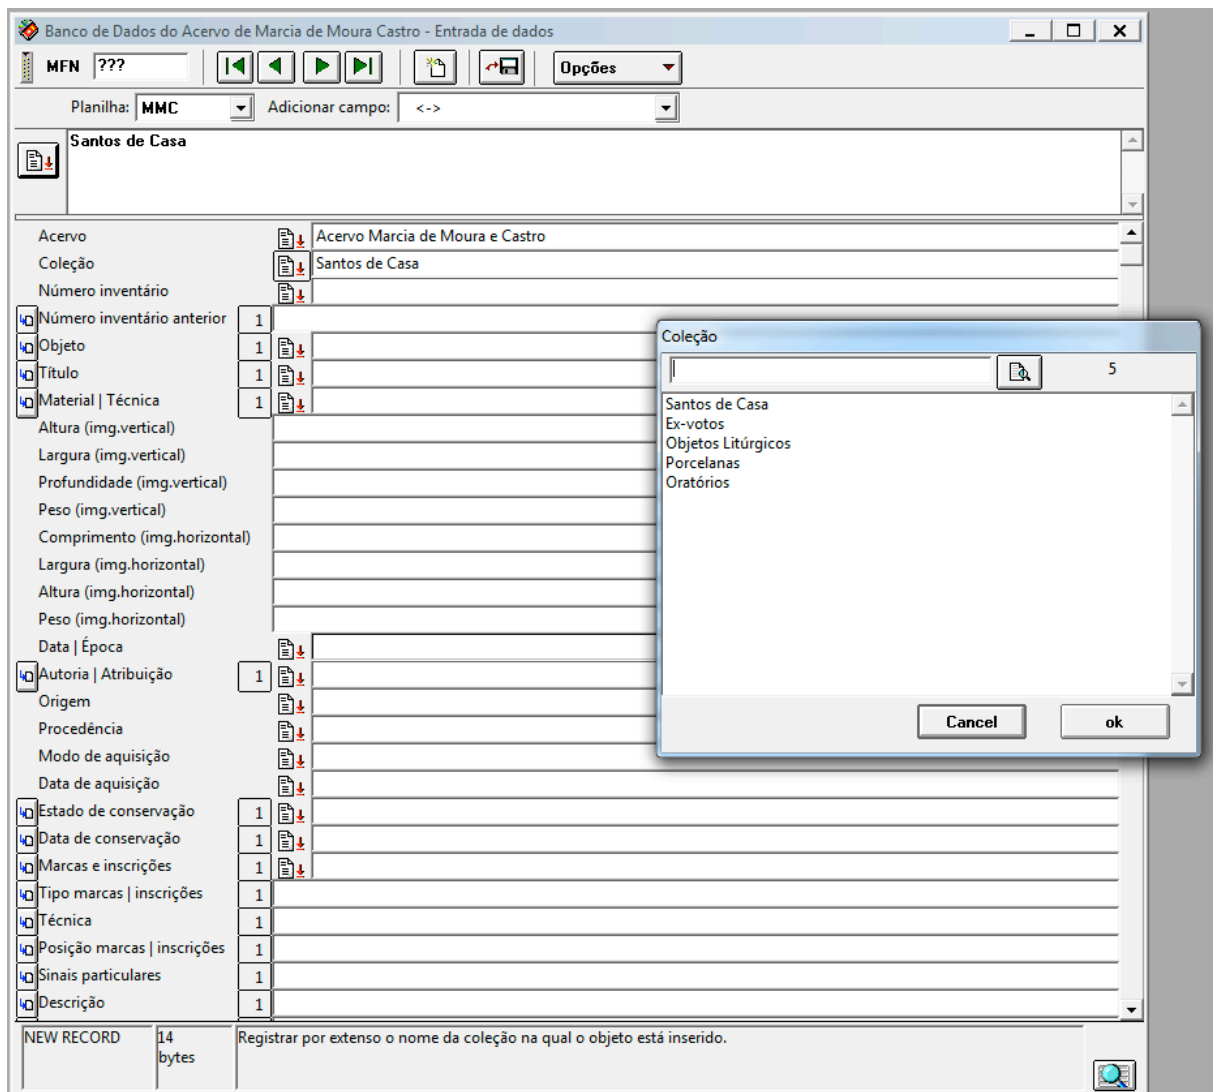 Banco de Dados do Acervo de Marcia de Moura Castro - Entrada de dados
MFN ??? Opções
Planilha: MMC Adicionar campo: <->
Santos de Casa
Acervo Acervo Marcia de Moura e Castro
Coleção Santos de Casa
Número inventário
Número inventário anterior 1
Objeto 1
Título 1
Material | Técnica 1
Altura (img.vertical)
Largura (img.vertical)
Profundidade (img.vertical)
Peso (img.vertical)
Comprimento (img.horizontal)
Largura (img.horizontal)
Altura (img.horizontal)
Peso (img.horizontal)
Data | Época
Autoria | Atribuição 1
Origem
Procedência
Modo de aquisição
Data de aquisição
Estado de conservação 1
Data de conservação 1
Marcas e inscrições 1
Tipo marcas | inscrições 1
Técnica 1
Posição marcas | inscrições 1
Sinais particulares 1
Descrição 1
Coleção
5
Santos de Casa
Ex-votos
Objetos Litúrgicos
Porcelanas
Oratórios
Cancel ok
NEW RECORD 14 bytes Registrar por extenso o nome da coleção na qual o objeto está inserido.